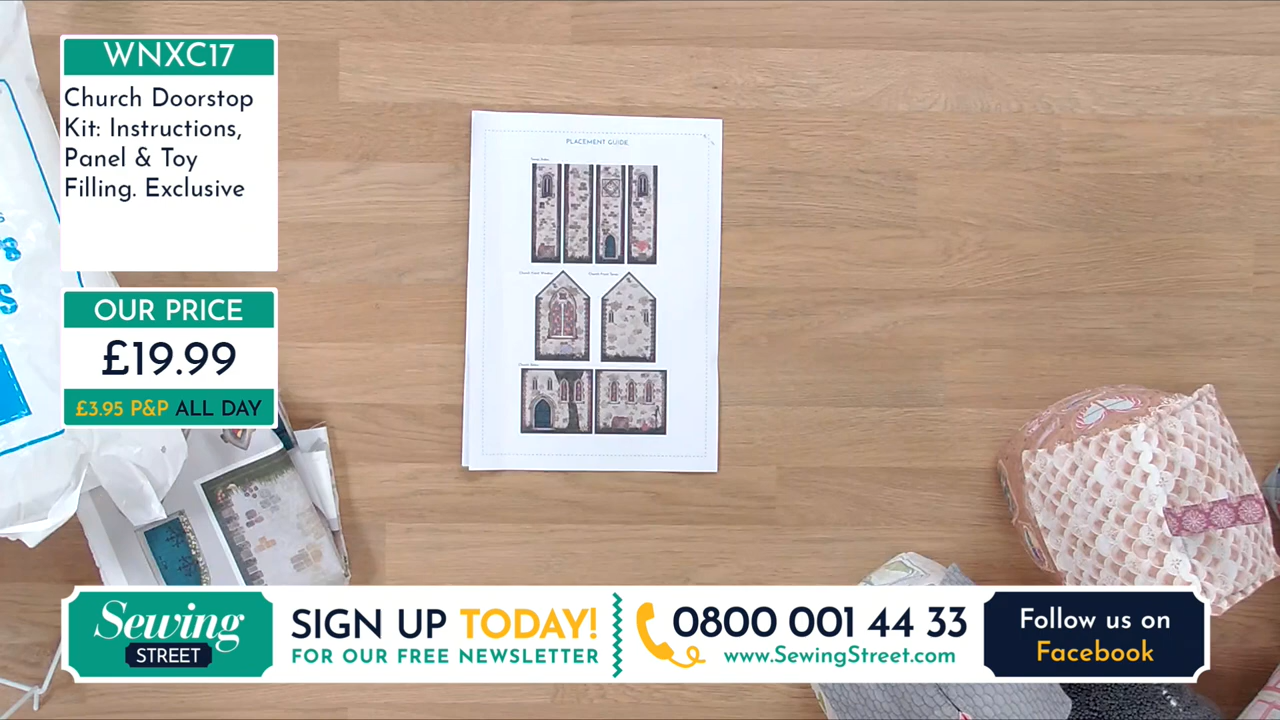 WNXC17
Church Doorstop
Kit: Instructions,
Panel & Toy
Filling. Exclusive
OUR PRICE
£19.99
£3.95 P&P ALL DAY
PLACEMENT GUIDE
Sewing
STREET
SIGN UP TODAY!
FOR OUR FREE NEWSLETTER
0800 001 44 33
www.SewingStreet.com
Follow us on
Facebook